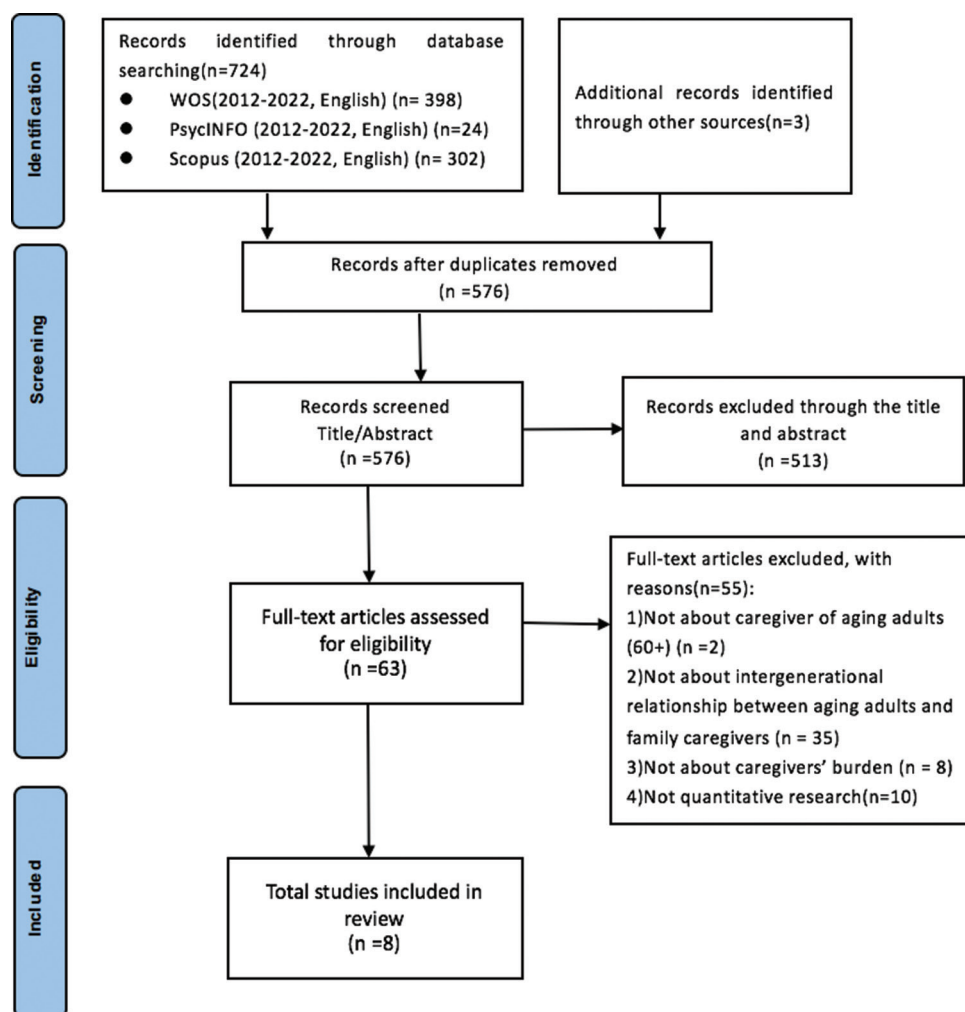 Identification
Records identified through database
searching(n=724)
● WOS(2012-2022, English) (n= 398)
● PsycINFO (2012-2022, English) (n=24)
● Scopus (2012-2022, English) (n= 302)
Additional records identified
through other sources(n=3)
Screening
Records after duplicates removed
(n =576)
Records screened
Title/Abstract
(n =576)
Records excluded through the title
and abstract
(n =513)
Eligibility
Full-text articles assessed
for eligibility
(n =63)
Full-text articles excluded, with
reasons(n=55):
1)Not about caregiver of aging adults
(60+) (n =2)
2)Not about intergenerational
relationship between aging adults and
family caregivers (n = 35)
3)Not about caregivers’ burden (n = 8)
4)Not quantitative research(n=10)
Included
Total studies included in
review
(n =8)